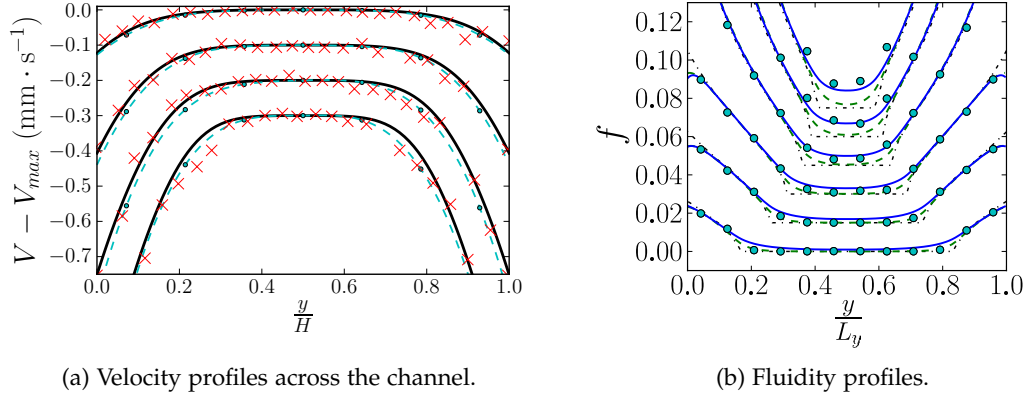 0.0
−0.1
−0.2
−0.3
−0.4
−0.5
−0.6
−0.7
V − V_max (mm · s⁻¹)
0.0 0.2 0.4 0.6 0.8 1.0
y
H
(a) Velocity profiles across the channel.
0.12
0.10
0.08
0.06
0.04
0.02
0.00
f
0.0 0.2 0.4 0.6 0.8 1.0
y
L_y
(b) Fluidity profiles.